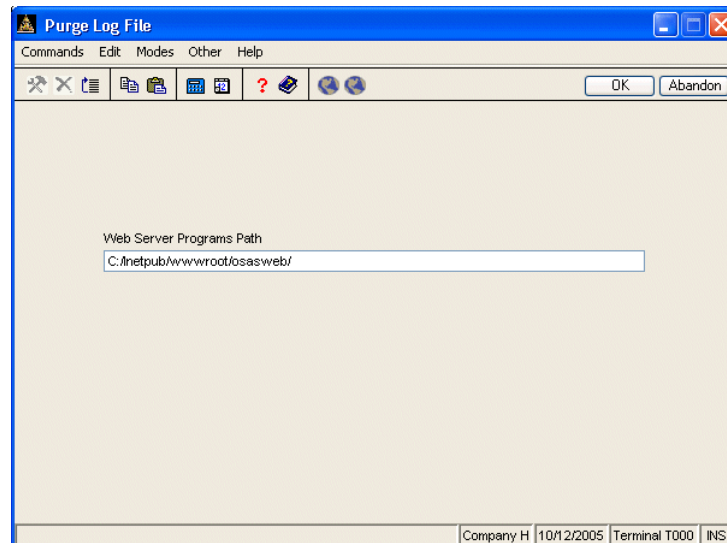 Purge Log File
Commands Edit Modes Other Help
OK Abandon
Web Server Programs Path
C:/Inetpub/wwwroot/osasweb/
Company H 10/12/2005 Terminal T000 INS